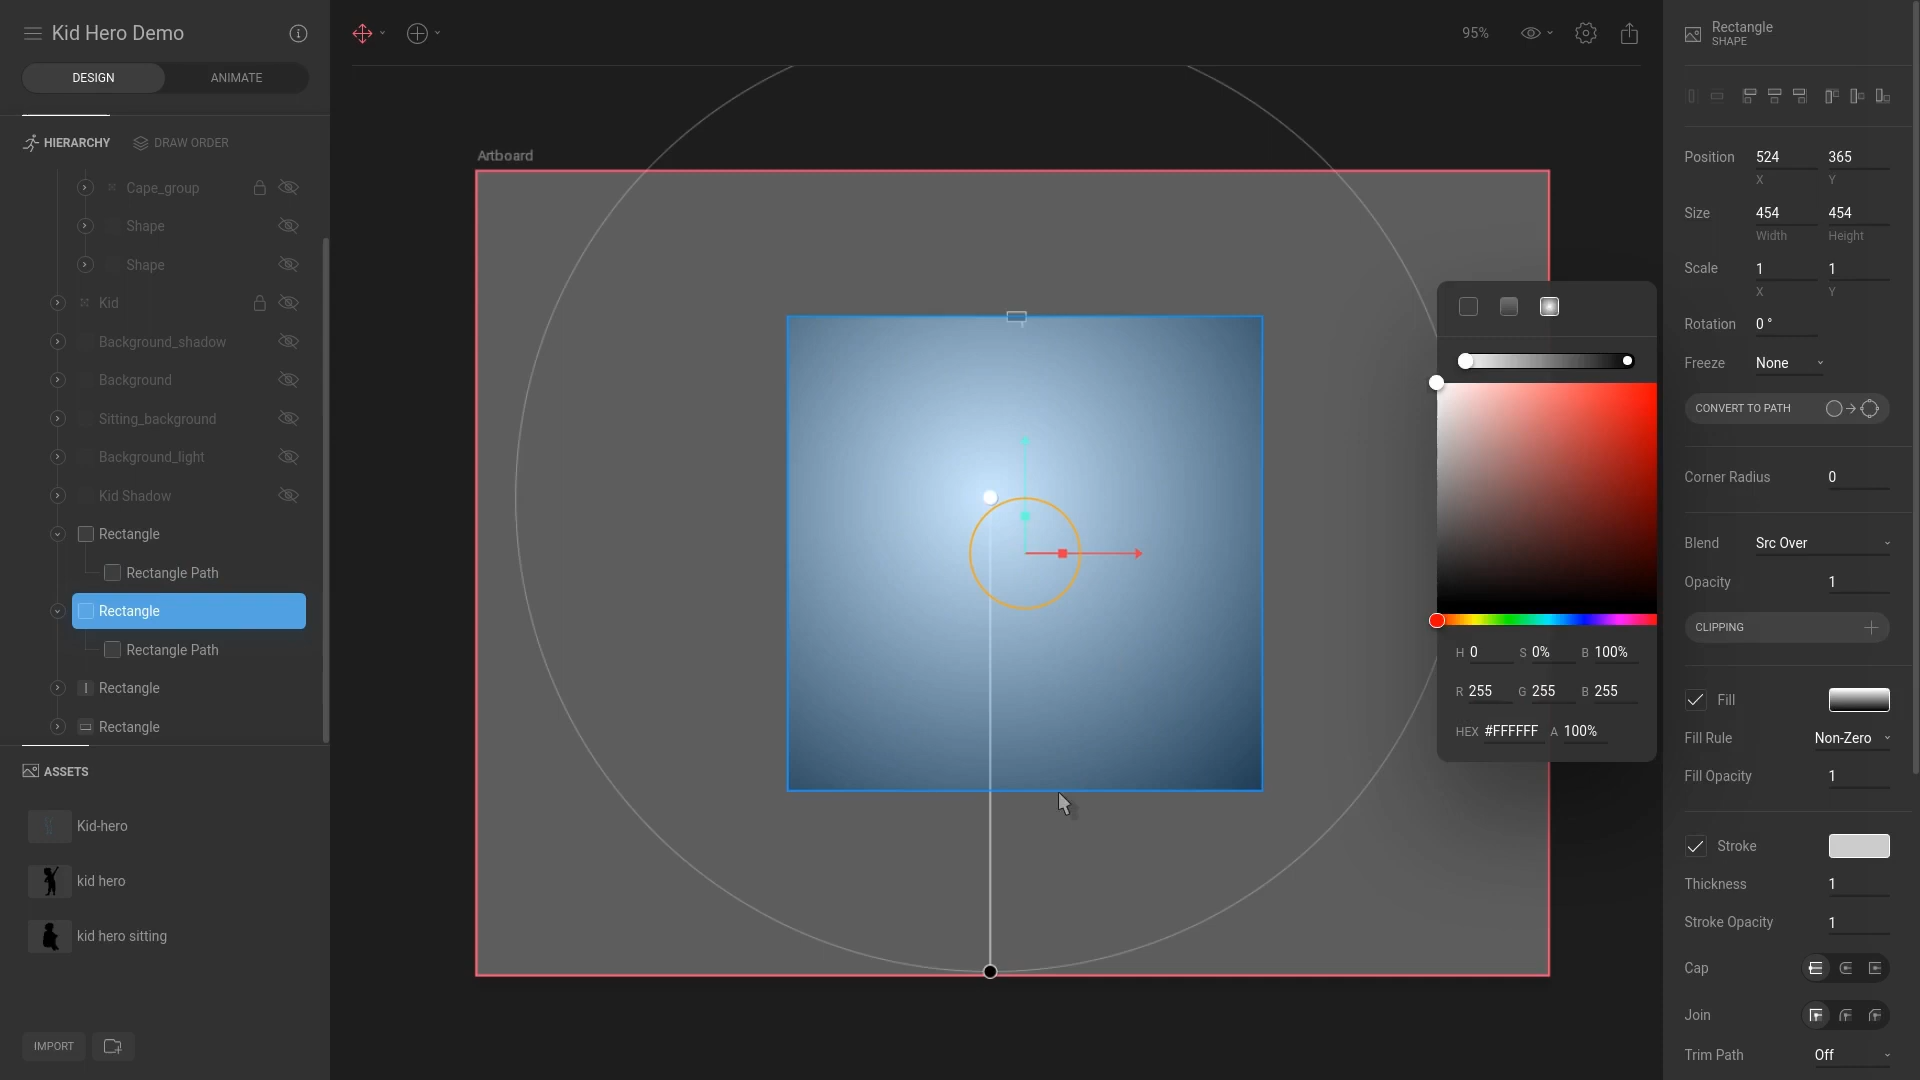 Kid Hero Demo
DESIGN
ANIMATE
HIERARCHY
DRAW ORDER
Cape_group
Shape
Shape
Kid
Background_shadow
Background
Sitting_background
Background_light
Kid Shadow
Rectangle
Rectangle Path
Rectangle
Rectangle Path
Rectangle
Rectangle
ASSETS
Kid-hero
kid hero
kid hero sitting
IMPORT
95%
Artboard
H 0 S 0% B 100%
R 255 G 255 B 255
HEX #FFFFFF A 100%
Rectangle
SHAPE
Position 524 365
X Y
Size 454 454
Width Height
Scale 1 1
X Y
Rotation 0 °
Freeze None
CONVERT TO PATH
Corner Radius 0
Blend Src Over
Opacity 1
CLIPPING
Fill
Fill Rule Non-Zero
Fill Opacity 1
Stroke
Thickness 1
Stroke Opacity 1
Cap
Join
Trim Path Off